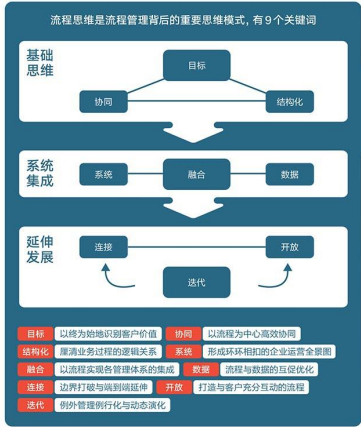 流程思维是流程管理背后的重要思维模式，有9个关键词
基础
思维
目标
协同
结构化
系统
集成
系统
融合
数据
延伸
发展
连接
开放
迭代
目标 以终为始地识别客户价值 协同 以流程为中心高效协同
结构化 厘清业务过程的逻辑关系 系统 形成环环相扣的企业运营全景图
融合 以流程实现各管理体系的集成 数据 流程与数据的互促优化
连接 边界打破与端到端延伸 开放 打造与客户充分互动的流程
迭代 例外管理例行化与动态演化